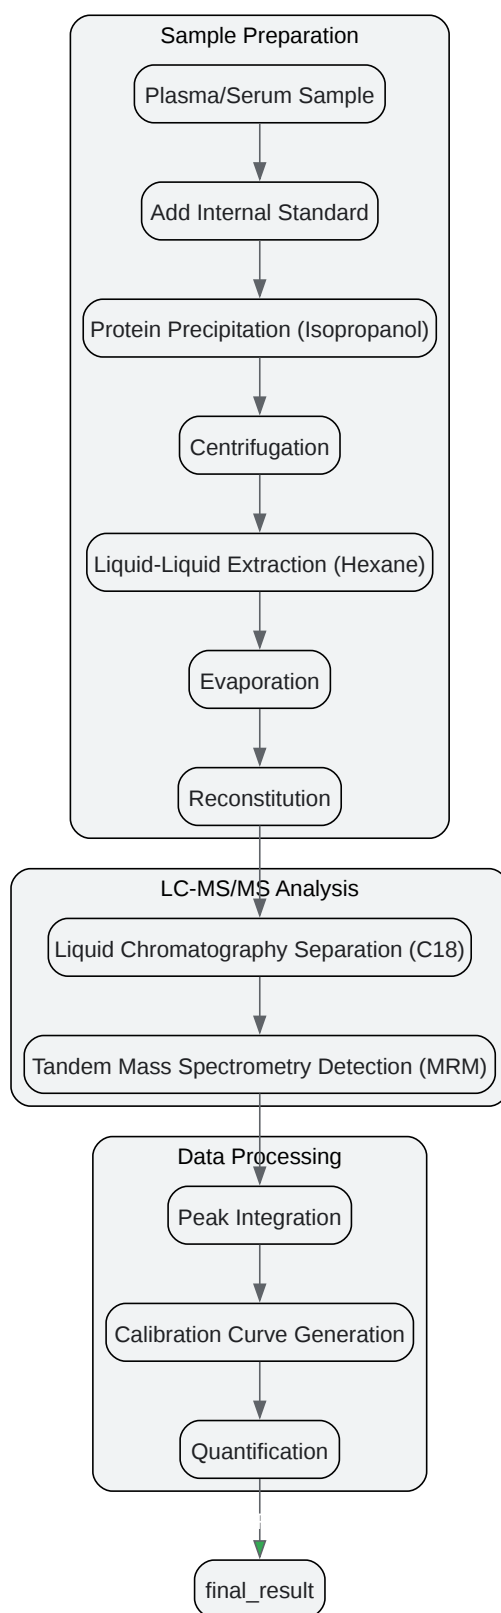 Sample Preparation
Plasma/Serum Sample
Add Internal Standard
Protein Precipitation (Isopropanol)
Centrifugation
Liquid-Liquid Extraction (Hexane)
Evaporation
Reconstitution
LC-MS/MS Analysis
Liquid Chromatography Separation (C18)
Tandem Mass Spectrometry Detection (MRM)
Data Processing
Peak Integration
Calibration Curve Generation
Quantification
final_result